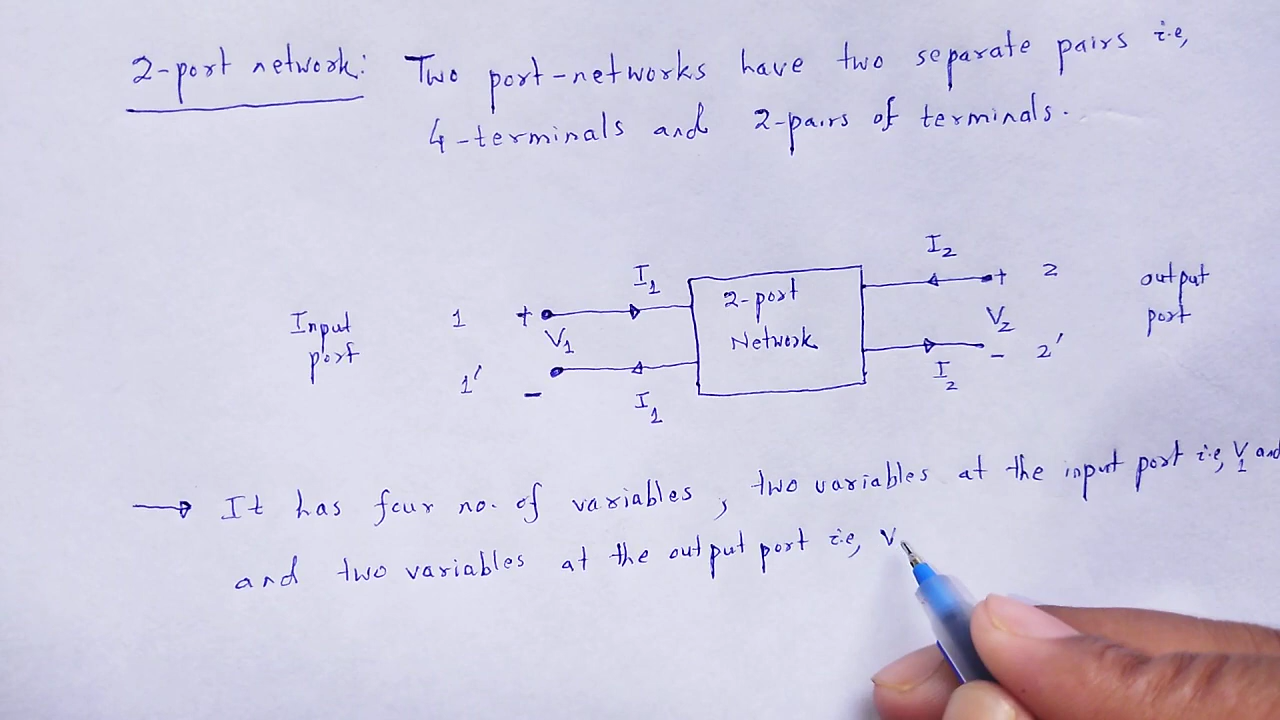 2-port network: Two port-networks have two separate pairs i.e,
4-terminals and 2-pairs of terminals.
I2
I1
2-port
+ 2
output
Input
1 +
V1
Network
V2
port
port
1'
- 2'
-
I1
I2
→ It has four no. of variables, two variables at the input port i.e, V1 and
and two variables at the output port i.e, V